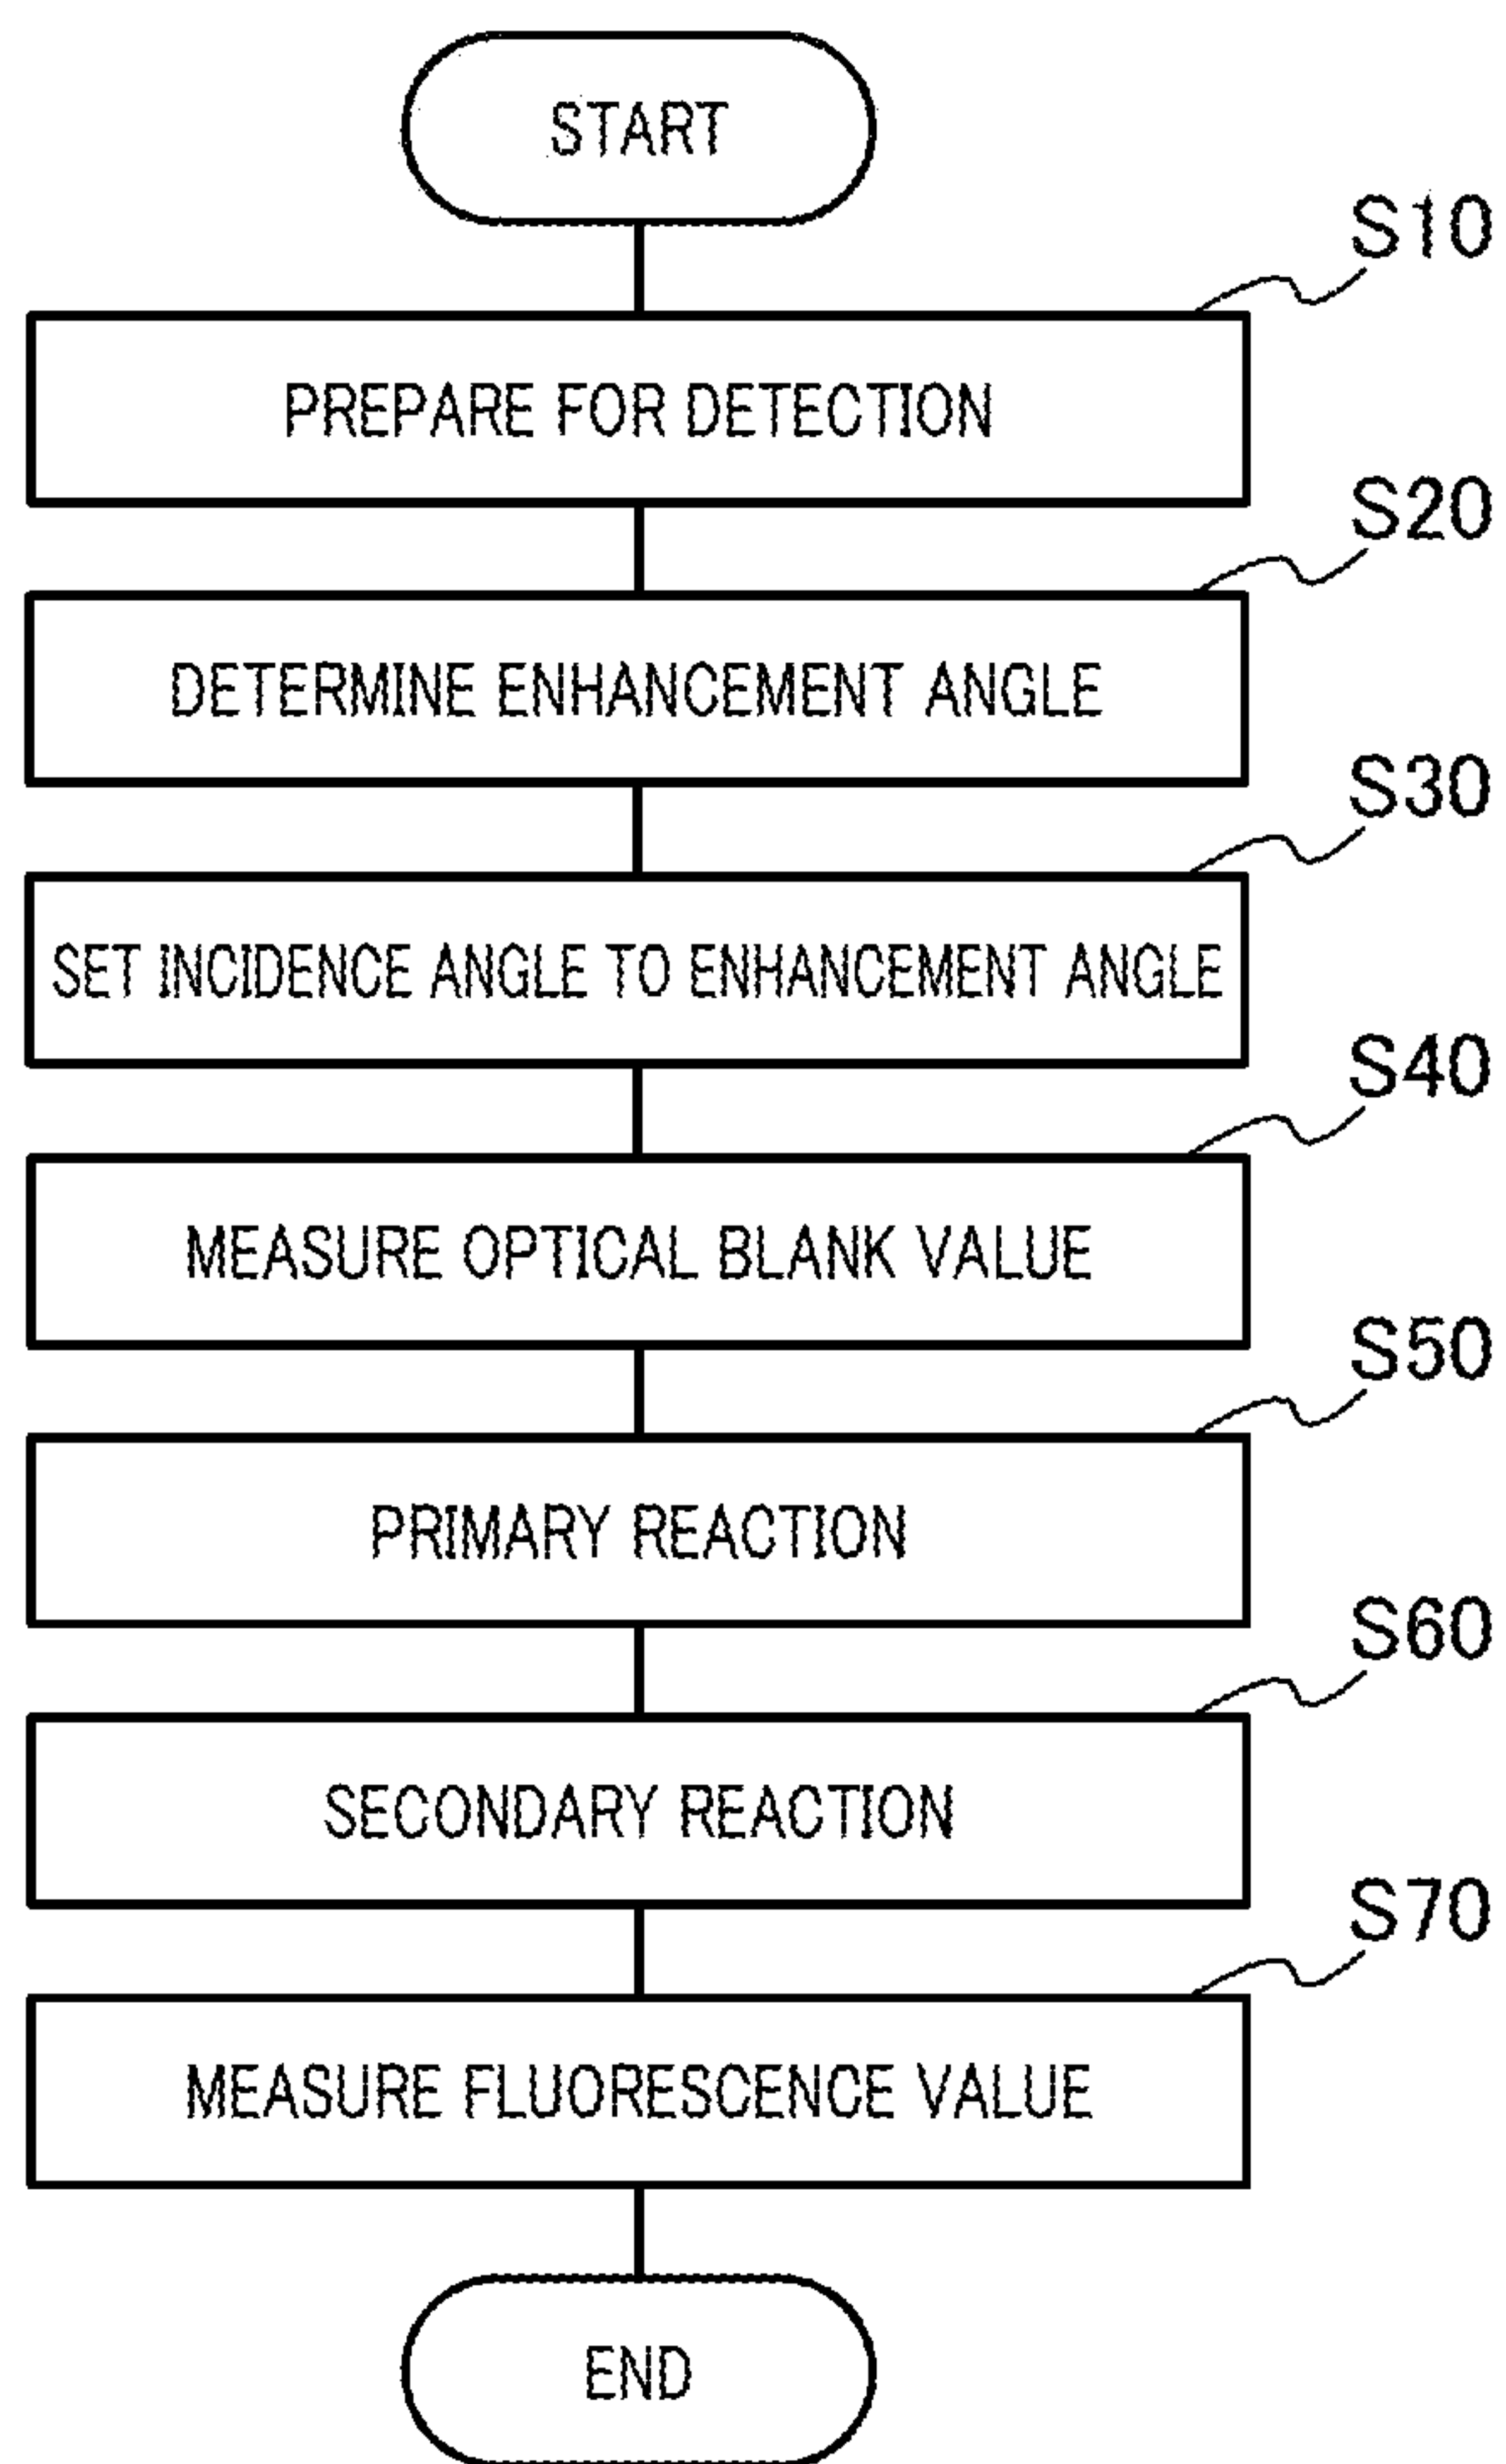 START
S10
PREPARE FOR DETECTION
S20
DETERMINE ENHANCEMENT ANGLE
S30
SET INCIDENCE ANGLE TO ENHANCEMENT ANGLE
S40
MEASURE OPTICAL BLANK VALUE
S50
PRIMARY REACTION
S60
SECONDARY REACTION
S70
MEASURE FLUORESCENCE VALUE
END